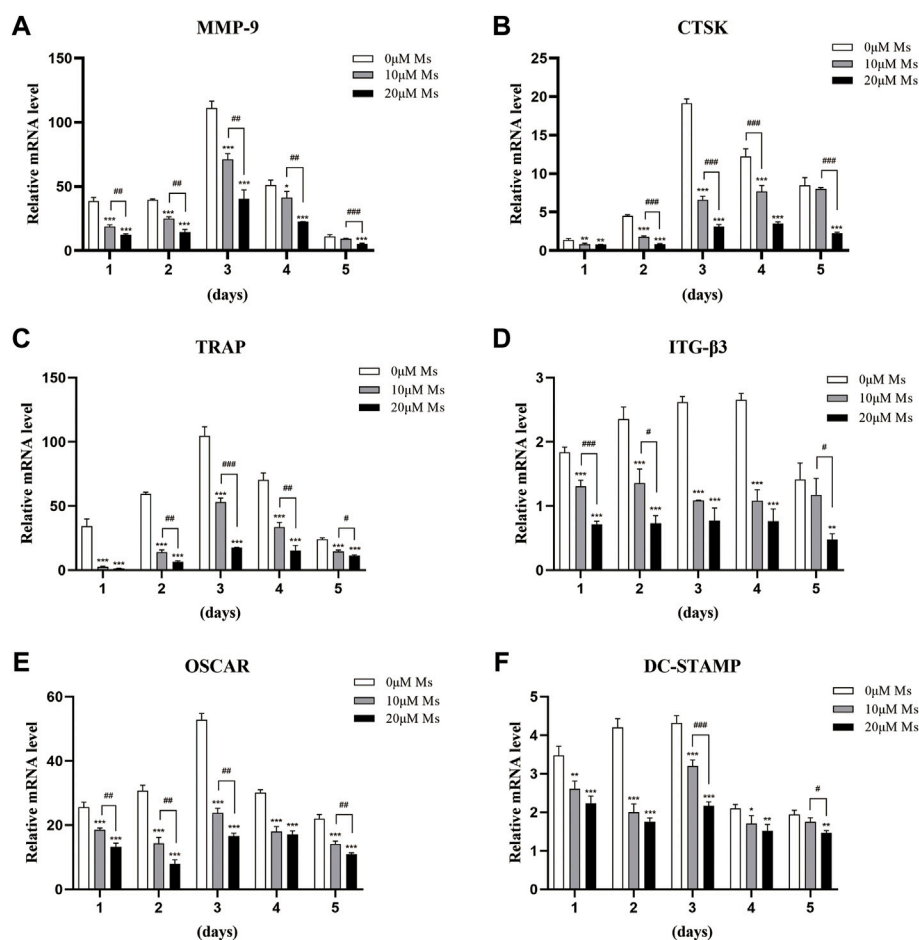 A
MMP-9
0μM Ms
10μM Ms
20μM Ms
Relative mRNA level
150
100
50
0
##
***
***
##
***
***
##
***
***
##
*
***
###
***
1 2 3 4 5
(days)
B
CTSK
0μM Ms
10μM Ms
20μM Ms
Relative mRNA level
25
20
15
10
5
0
** **
###
***
***
###
***
***
###
***
###
***
1 2 3 4 5
(days)
C
TRAP
0μM Ms
10μM Ms
20μM Ms
Relative mRNA level
150
100
50
0
*** ***
##
***
***
###
***
***
##
***
***
#
***
***
1 2 3 4 5
(days)
D
ITG-β3
0μM Ms
10μM Ms
20μM Ms
Relative mRNA level
3
2
1
0
###
***
***
#
***
***
***
***
***
***
#
**
1 2 3 4 5
(days)
E
OSCAR
0μM Ms
10μM Ms
20μM Ms
Relative mRNA level
60
40
20
0
##
***
***
##
***
***
##
***
***
***
***
##
***
***
1 2 3 4 5
(days)
F
DC-STAMP
0μM Ms
10μM Ms
20μM Ms
Relative mRNA level
5
4
3
2
1
0
**
***
***
***
###
***
***
*
**
#
**
1 2 3 4 5
(days)